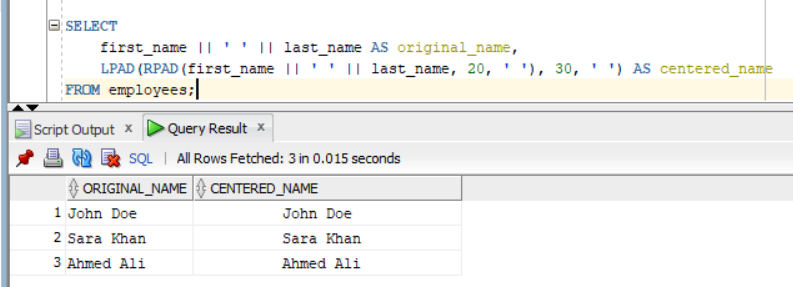 SELECT
first_name || ' ' || last_name AS original_name,
LPAD(RPAD(first_name || ' ' || last_name, 20, ' '), 30, ' ') AS centered_name
FROM employees;
Script Output x Query Result x
SQL | All Rows Fetched: 3 in 0.015 seconds
ORIGINAL_NAME CENTERED_NAME
1 John Doe John Doe
2 Sara Khan Sara Khan
3 Ahmed Ali Ahmed Ali